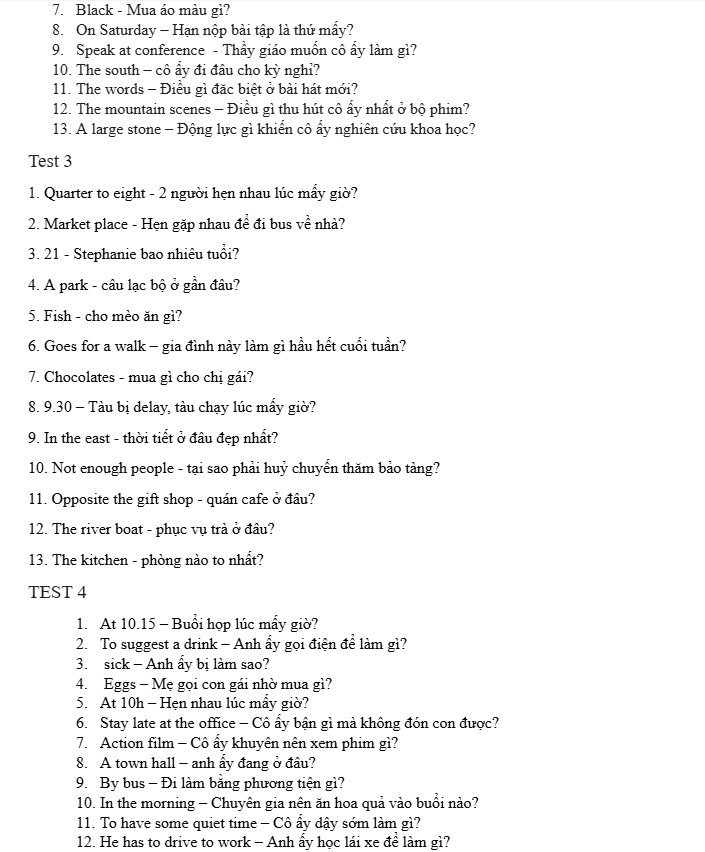 7. Black - Mua áo màu gì?
8. On Saturday – Hạn nộp bài tập là thứ mấy?
9. Speak at conference - Thầy giáo muốn cô ấy làm gì?
10. The south – cô ấy đi đâu cho kỳ nghỉ?
11. The words – Điều gì đặc biệt ở bài hát mới?
12. The mountain scenes – Điều gì thu hút cô ấy nhất ở bộ phim?
13. A large stone – Động lực gì khiến cô ấy nghiên cứu khoa học?
Test 3
1. Quarter to eight - 2 người hẹn nhau lúc mấy giờ?
2. Market place - Hẹn gặp nhau để đi bus về nhà?
3. 21 - Stephanie bao nhiêu tuổi?
4. A park - câu lạc bộ ở gần đâu?
5. Fish - cho mèo ăn gì?
6. Goes for a walk – gia đình này làm gì hầu hết cuối tuần?
7. Chocolates - mua gì cho chị gái?
8. 9.30 – Tàu bị delay, tàu chạy lúc mấy giờ?
9. In the east - thời tiết ở đâu đẹp nhất?
10. Not enough people - tại sao phải huỷ chuyến thăm bảo tàng?
11. Opposite the gift shop - quán cafe ở đâu?
12. The river boat - phục vụ trà ở đâu?
13. The kitchen - phòng nào to nhất?
TEST 4
1. At 10.15 – Buổi họp lúc mấy giờ?
2. To suggest a drink – Anh ấy gọi điện để làm gì?
3. sick – Anh ấy bị làm sao?
4. Eggs – Mẹ gọi con gái nhờ mua gì?
5. At 10h – Hẹn nhau lúc mấy giờ?
6. Stay late at the office – Cô ấy bận gì mà không đón con được?
7. Action film – Cô ấy khuyên nên xem phim gì?
8. A town hall – anh ấy đang ở đâu?
9. By bus – Đi làm bằng phương tiện gì?
10. In the morning – Chuyên gia nên ăn hoa quả vào buổi nào?
11. To have some quiet time – Cô ấy dậy sớm làm gì?
12. He has to drive to work – Anh ấy học lái xe để làm gì?